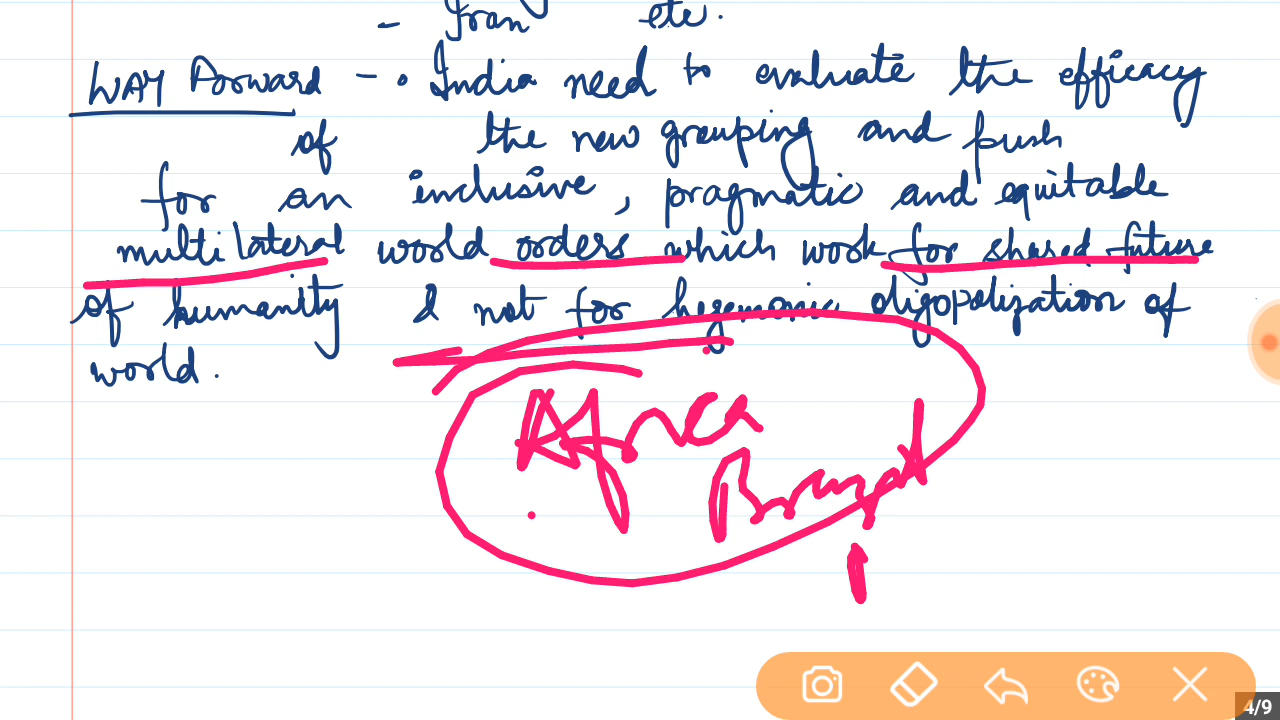 - Iran etc.
WAY Forward - • India need to evaluate the efficacy
of the new grouping and push
for an inclusive, pragmatic and equitable
multilateral world orders which work for shared future
of humanity & not for hegemonic oligopolization of
world.
Africa
Brazil
4/9